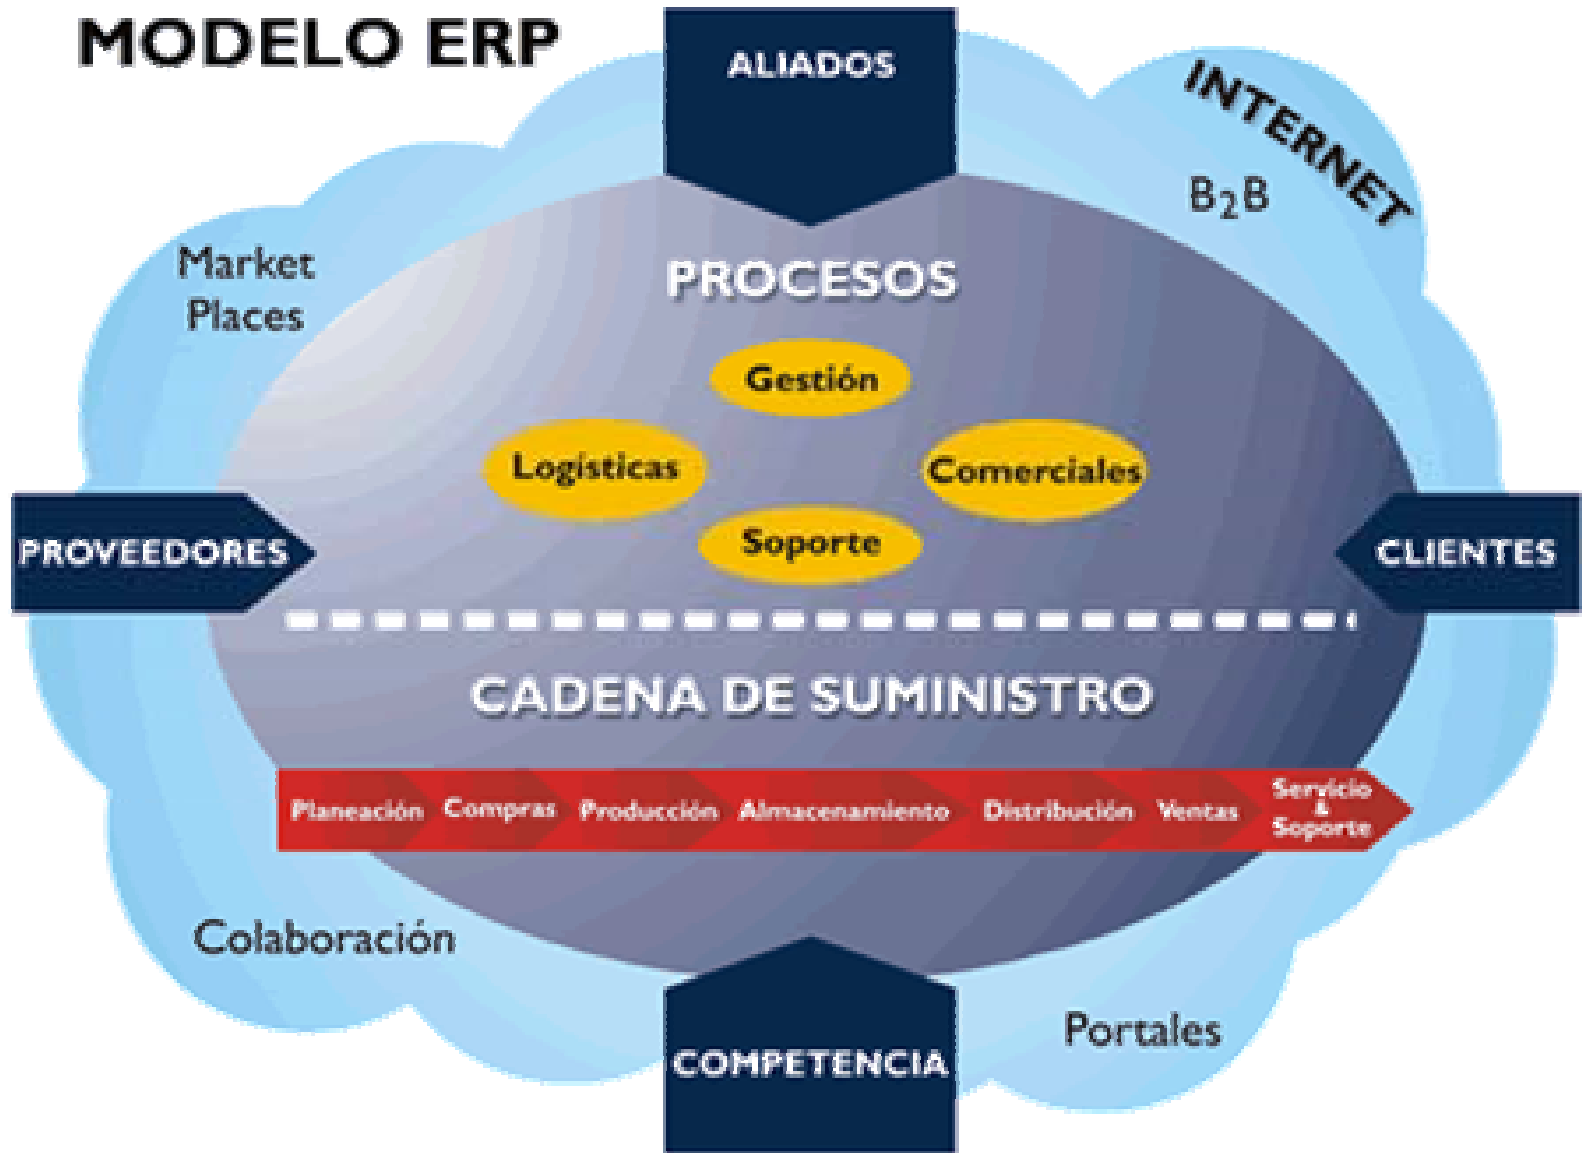 MODELO ERP
ALIADOS
INTERNET
B2B
Market
Places
PROCESOS
Gestión
Logísticas
Comerciales
Soporte
PROVEEDORES
CLIENTES
CADENA DE SUMINISTRO
Planeación Compras Producción Almacenamiento Distribución Ventas
Servicio
&
Soporte
Colaboración
Portales
COMPETENCIA